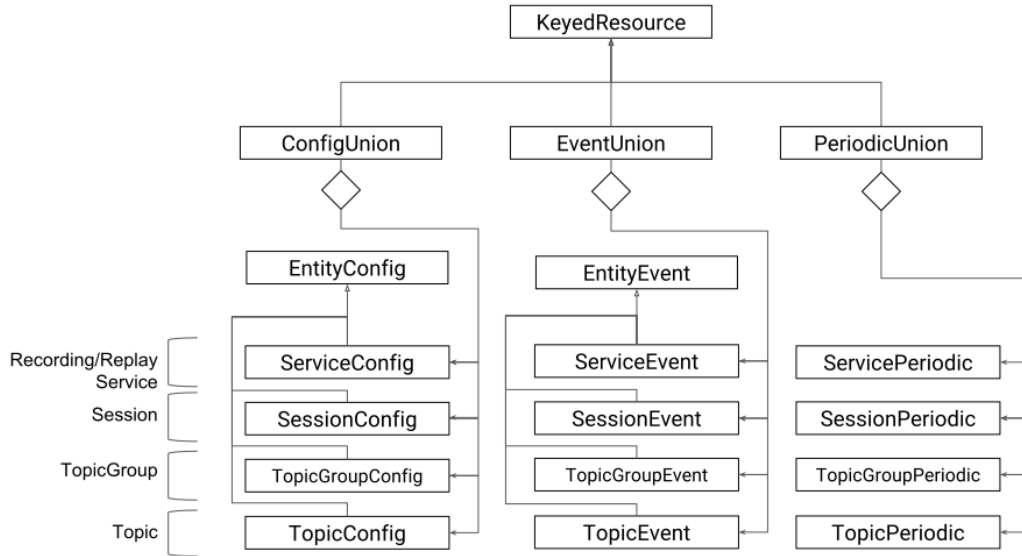 KeyedResource
ConfigUnion
EventUnion
PeriodicUnion
EntityConfig
EntityEvent
Recording/Replay
Service
ServiceConfig
ServiceEvent
ServicePeriodic
Session
SessionConfig
SessionEvent
SessionPeriodic
TopicGroup
TopicGroupConfig
TopicGroupEvent
TopicGroupPeriodic
Topic
TopicConfig
TopicEvent
TopicPeriodic